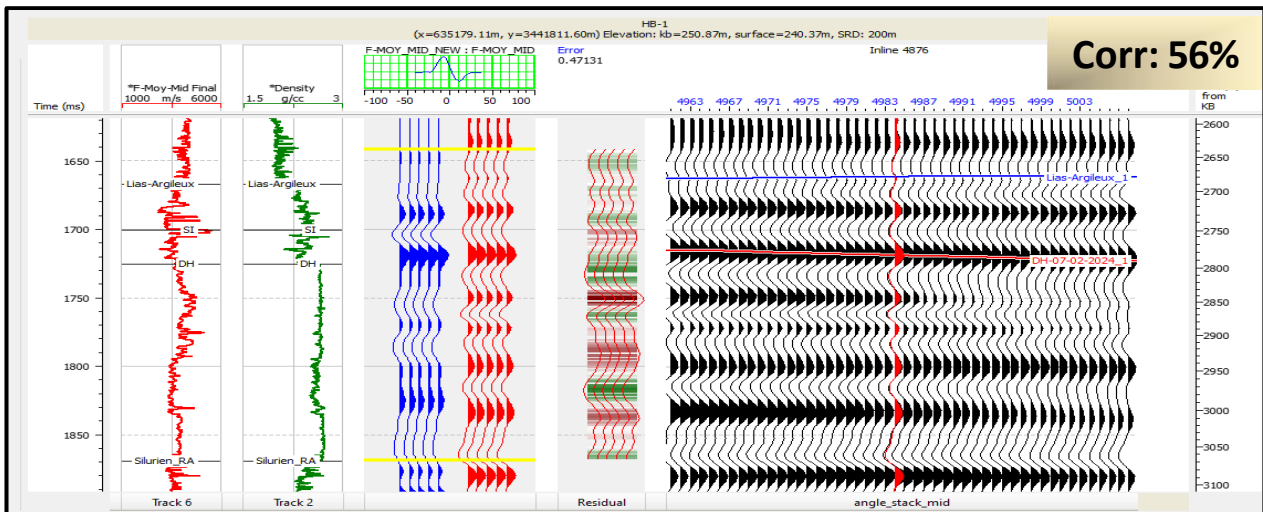 HB-1
(x=635179.11m, y=3441811.60m) Elevation: kb=250.87m, surface=240.37m, SRD: 200m
Corr: 56%
F-MOY_MID_NEW : F-MOY_MID
Error
0.47131
Inline 4876
*F-Moy-Mid Final
1000 m/s 6000
*Density
1.5 g/cc 3
-100 -50 0 50 100
4963 4967 4971 4975 4979 4983 4987 4991 4995 4999 5003
Time (ms)
from
KB
2600
1650
2650
Lias-Argileux
Lias-Argileux
Lias-Argileux_1
2700
1700
SI
SI
2750
DH
DH
DH-07-02-2024_1
2800
1750
2850
2900
1800
2950
3000
1850
3050
Silurien_RA
Silurien_RA
3100
Track 6
Track 2
Residual
angle_stack_mid